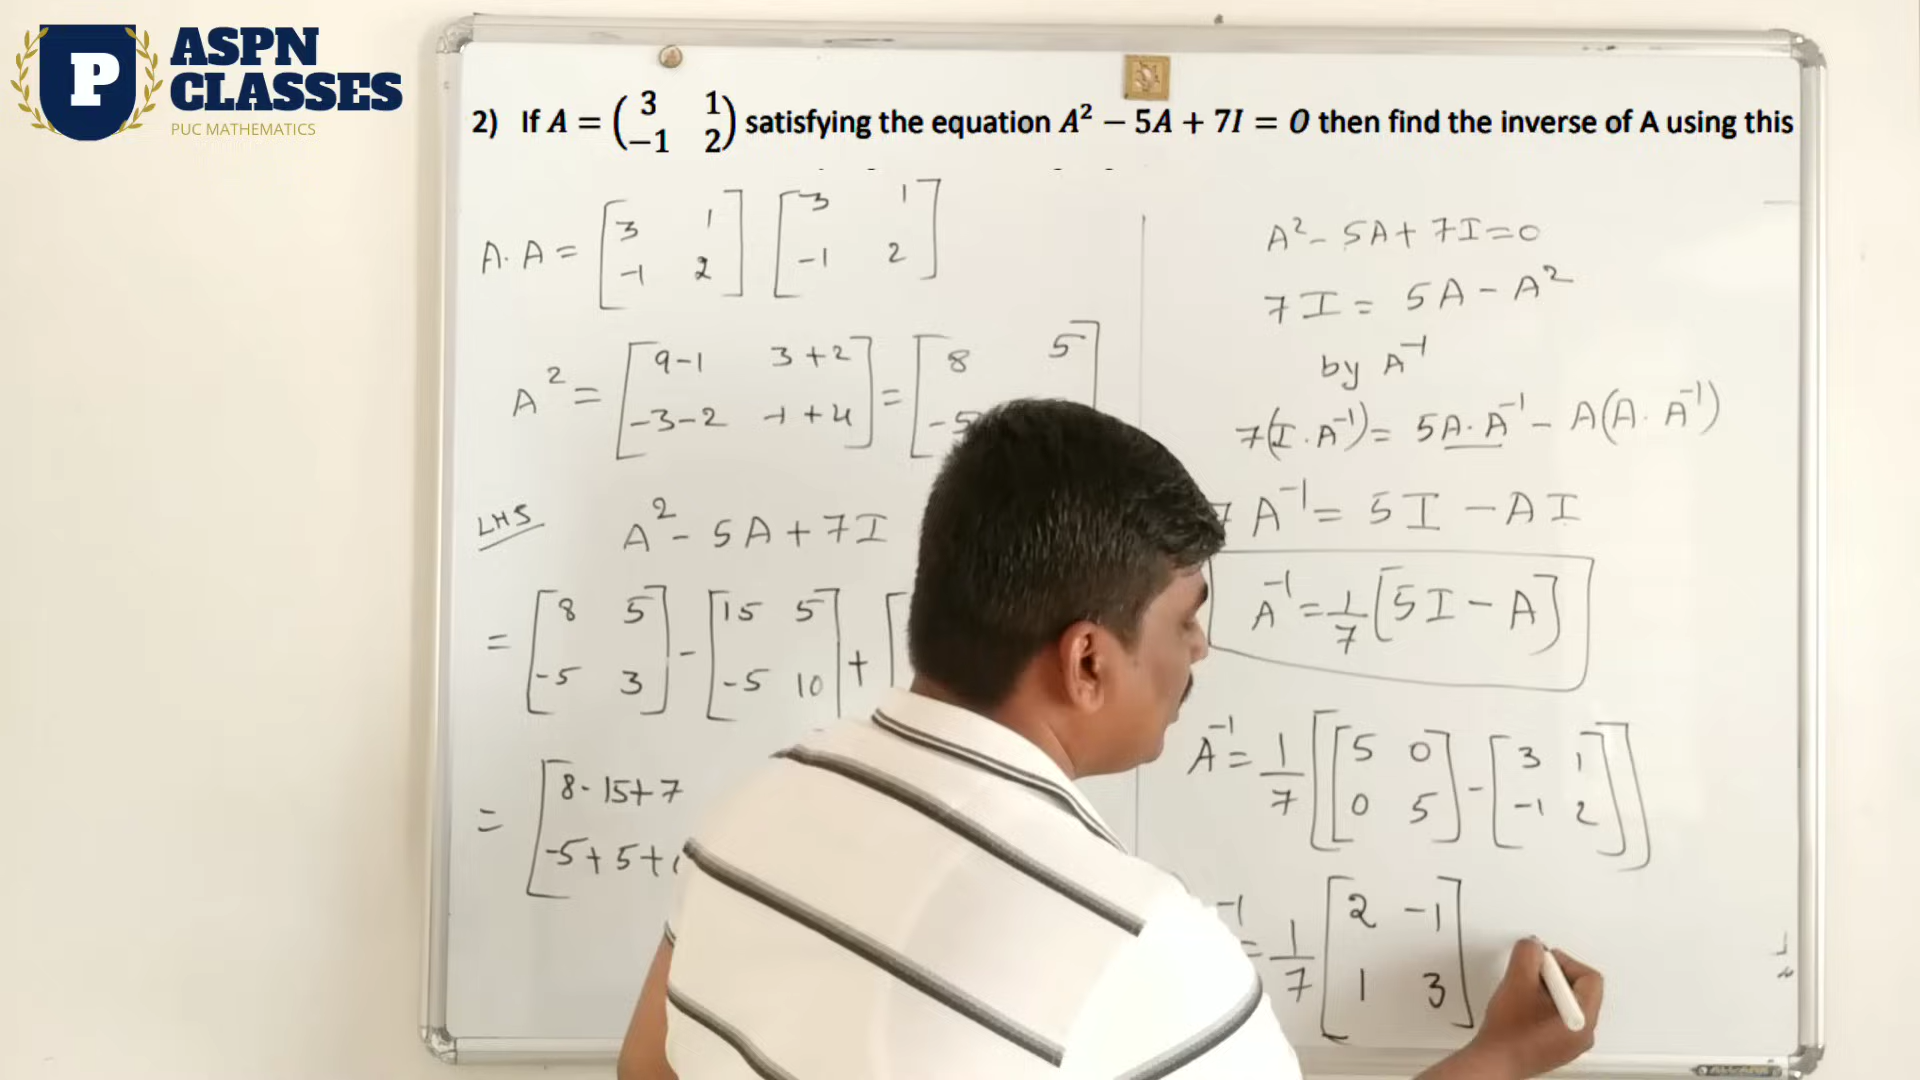 P
ASPN
CLASSES
PUC MATHEMATICS
2) If A = (3 1
−1 2) satisfying the equation A² − 5A + 7I = O then find the inverse of A using this
A. A = [3 1] [3 1]
[-1 2] [-1 2]
A² = [9-1 3+2] = [8 5]
[-3-2 -1+4] [-5
LHS A² - 5A + 7I
= [8 5] - [15 5] + [
[-5 3] [-5 10]
= [8-15+7
-5+5+
A² - 5A + 7I = 0
7I = 5A - A²
by A⁻¹
7(I . A⁻¹) = 5A. A⁻¹ - A(A. A⁻¹)
7 A⁻¹ = 5I - AI
A⁻¹ = 1/7 [5I - A]
A⁻¹ = 1/7 [[5 0] - [3 1]]
[0 5] [-1 2]
-1 = 1/7 [2 -1]
[1 3]